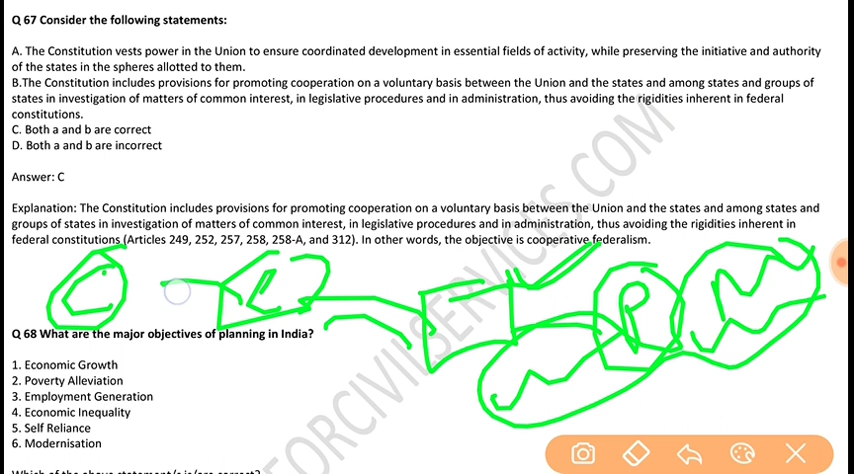 Q 67 Consider the following statements:
A. The Constitution vests power in the Union to ensure coordinated development in essential fields of activity, while preserving the initiative and authority
of the states in the spheres allotted to them.
B.The Constitution includes provisions for promoting cooperation on a voluntary basis between the Union and the states and among states and groups of
states in investigation of matters of common interest, in legislative procedures and in administration, thus avoiding the rigidities inherent in federal
constitutions.
C. Both a and b are correct
D. Both a and b are incorrect
Answer: C
Explanation: The Constitution includes provisions for promoting cooperation on a voluntary basis between the Union and the states and among states and
groups of states in investigation of matters of common interest, in legislative procedures and in administration, thus avoiding the rigidities inherent in
federal constitutions (Articles 249, 252, 257, 258, 258-A, and 312). In other words, the objective is cooperative federalism.
Q 68 What are the major objectives of planning in India?
1. Economic Growth
2. Poverty Alleviation
3. Employment Generation
4. Economic Inequality
5. Self Reliance
6. Modernisation
FORCIVILSERVICES.COM